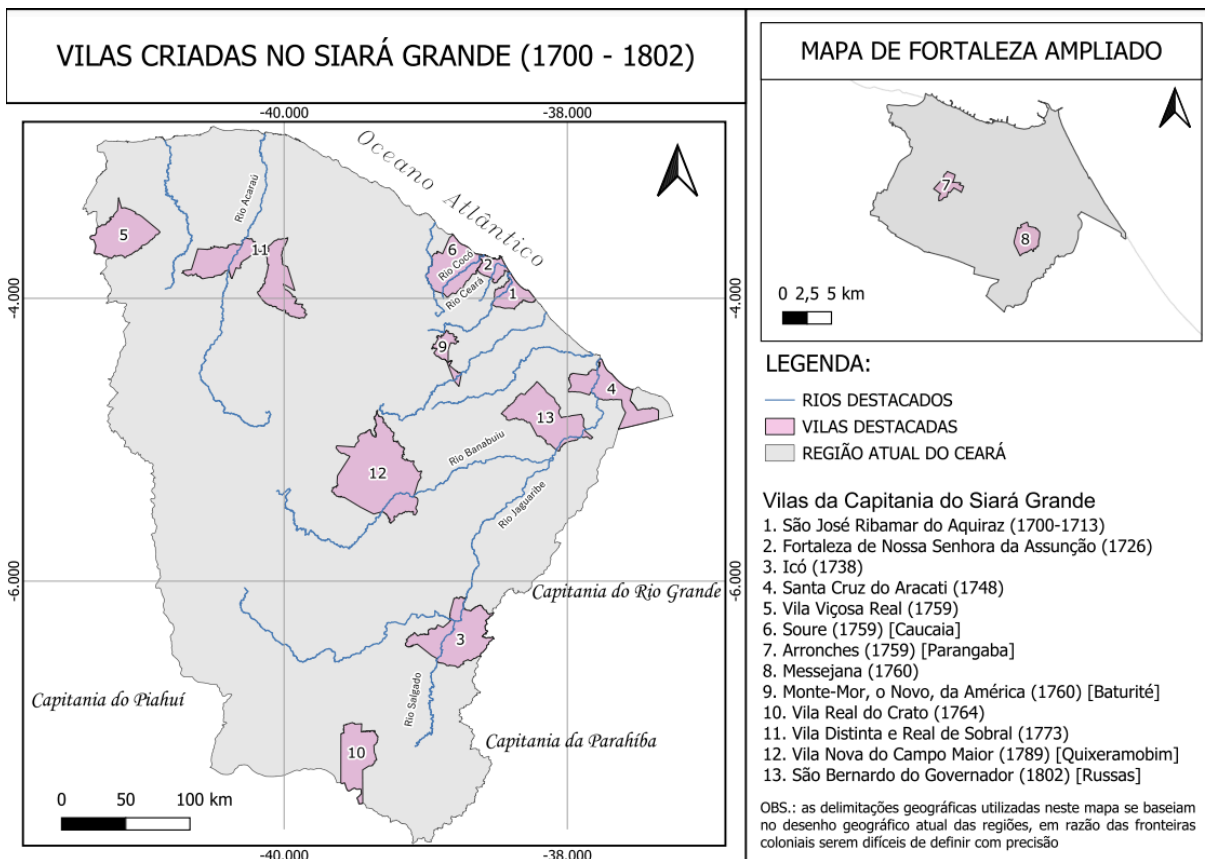 VILAS CRIADAS NO SIARÁ GRANDE (1700 - 1802)
-40.000
-38.000
Oceano Atlântico
Rio Acaraú
5
11
6
Rio Cocó
2
Rio Ceará
1
-4.000
-4.000
9
4
13
Rio Banabuiu
12
Rio Jaguaribe
-6.000
-6.000
Capitania do Rio Grande
3
Rio Salgado
Capitania do Piahuí
Capitania da Parahíba
10
0 50 100 km
-40.000
-38.000
MAPA DE FORTALEZA AMPLIADO
7
8
0 2,5 5 km
LEGENDA:
RIOS DESTACADOS
VILAS DESTACADAS
REGIÃO ATUAL DO CEARÁ
Vilas da Capitania do Siará Grande
1. São José Ribamar do Aquiraz (1700-1713)
2. Fortaleza de Nossa Senhora da Assunção (1726)
3. Icó (1738)
4. Santa Cruz do Aracati (1748)
5. Vila Viçosa Real (1759)
6. Soure (1759) [Caucaia]
7. Arronches (1759) [Parangaba]
8. Messejana (1760)
9. Monte-Mor, o Novo, da América (1760) [Baturité]
10. Vila Real do Crato (1764)
11. Vila Distinta e Real de Sobral (1773)
12. Vila Nova do Campo Maior (1789) [Quixeramobim]
13. São Bernardo do Governador (1802) [Russas]
OBS.: as delimitações geográficas utilizadas neste mapa se baseiam
no desenho geográfico atual das regiões, em razão das fronteiras
coloniais serem difíceis de definir com precisão